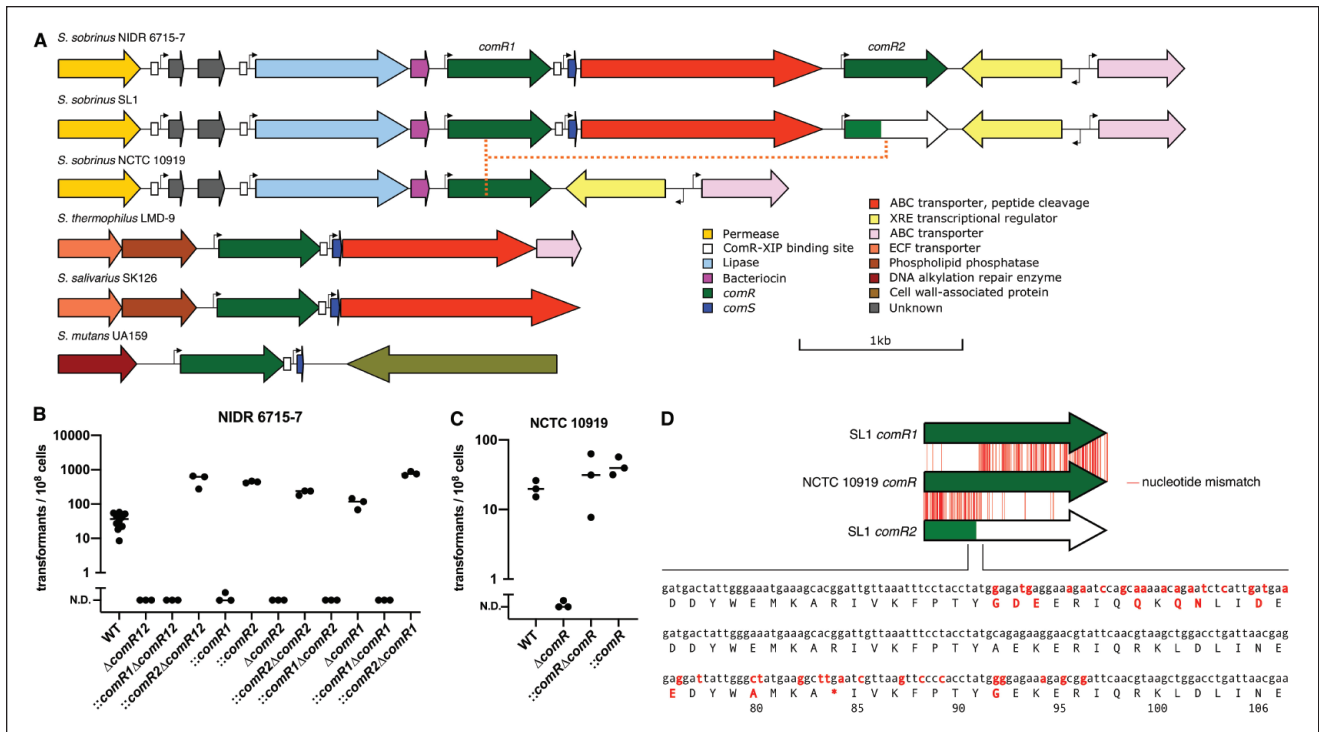 A
S. sobrinus NIDR 6715-7
comR1
comR2
S. sobrinus SL1
S. sobrinus NCTC 10919
S. thermophilus LMD-9
S. salivarius SK126
S. mutans UA159
Permease
ComR-XIP binding site
Lipase
Bacteriocin
comR
comS
ABC transporter, peptide cleavage
XRE transcriptional regulator
ABC transporter
ECF transporter
Phospholipid phosphatase
DNA alkylation repair enzyme
Cell wall-associated protein
Unknown
1kb
B
NIDR 6715-7
transformants / 10⁸ cells
10000
1000
100
10
1
N.D.
WT
ΔcomR12
::comR1ΔcomR12
::comR2ΔcomR12
::comR1
::comR2
ΔcomR2
::comR2ΔcomR2
::comR1ΔcomR2
ΔcomR1
::comR1ΔcomR1
::comR2ΔcomR1
C
NCTC 10919
transformants / 10⁸ cells
100
10
N.D.
WT
ΔcomR
::comRΔcomR
::comR
D
SL1 comR1
NCTC 10919 comR
SL1 comR2
nucleotide mismatch
gatgactattgggaaatgaaagcacggattgttaaatttcctacctatggagatgaggaaagaatccagcaaaaacagaatctcattgatgaa
D D Y W E M K A R I V K F P T Y G D E E R I Q Q K Q N L I D E
gatgactattgggaaatgaaagcacggattgttaaatttcctacctatgcagagaaggaacgtattcaacgtaagctggacctgattaacgag
D D Y W E M K A R I V K F P T Y A E K E R I Q R K L D L I N E
gaggattattgggctatgaaggcttgaatcgttaagttccccacctatggggagaaagagcggattcaacgtaagctggacctgattaacgaa
E D Y W A M K A * I V K F P T Y G E K E R I Q R K L D L I N E
80 85 90 95 100 106